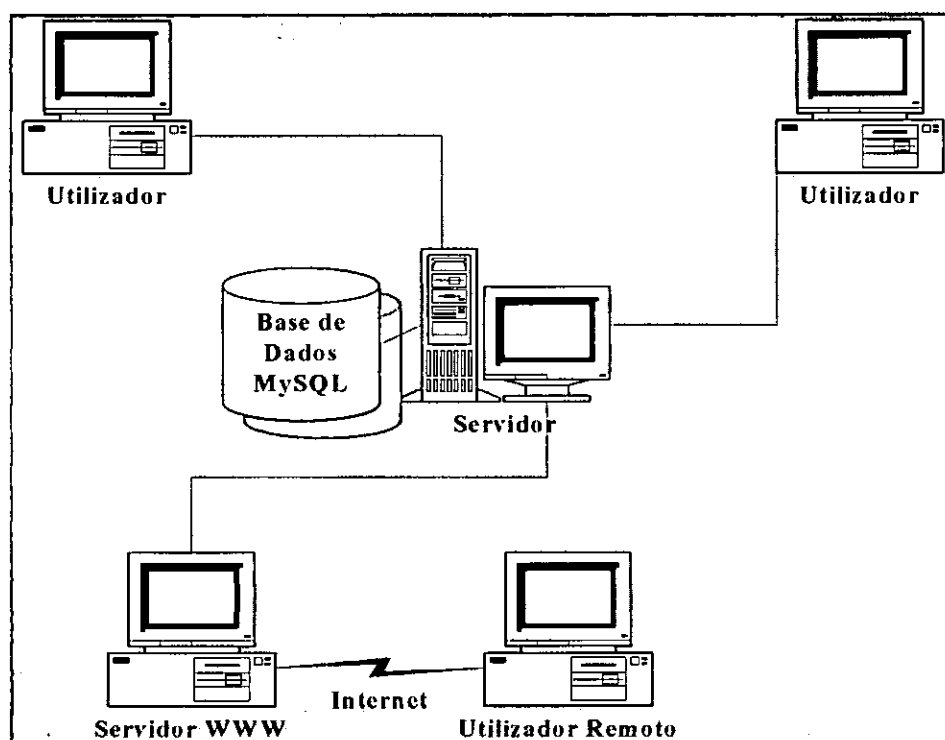 Utilizador
Utilizador
Base de
Dados
MySQL
Servidor
Internet
Servidor WWW
Utilizador Remoto